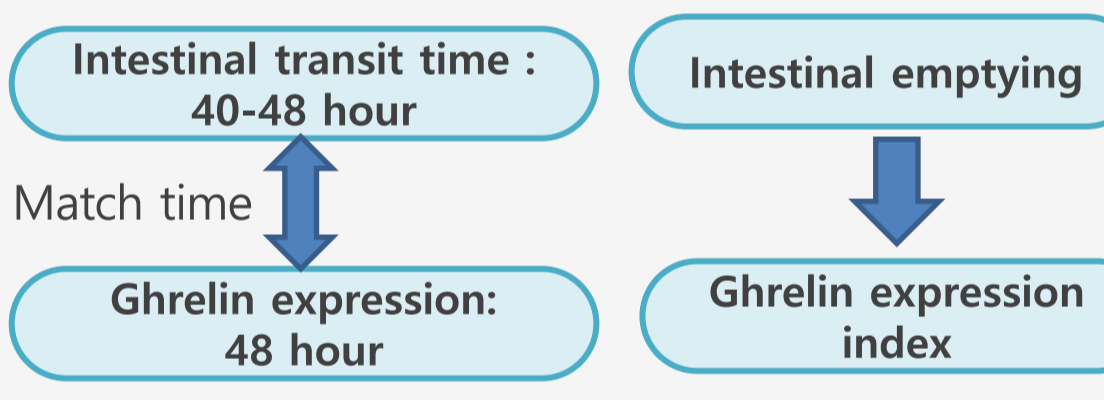 Intestinal transit time :
40-48 hour
Match time
Ghrelin expression:
48 hour
Intestinal emptying
Ghrelin expression
index